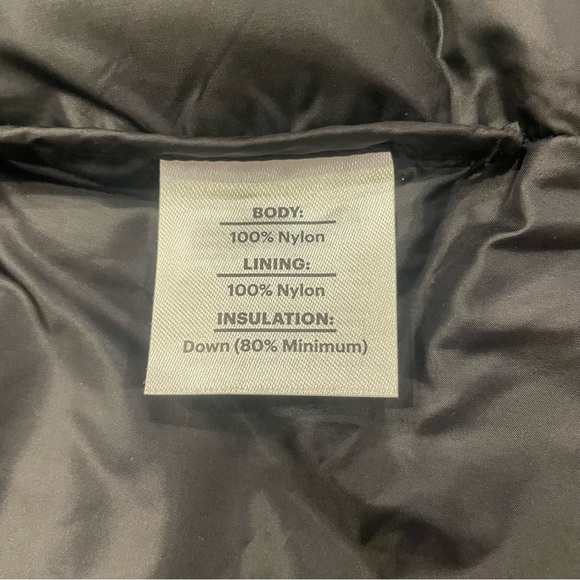 BODY:
100% Nylon
LINING:
100% Nylon
INSULATION:
Down (80% Minimum)